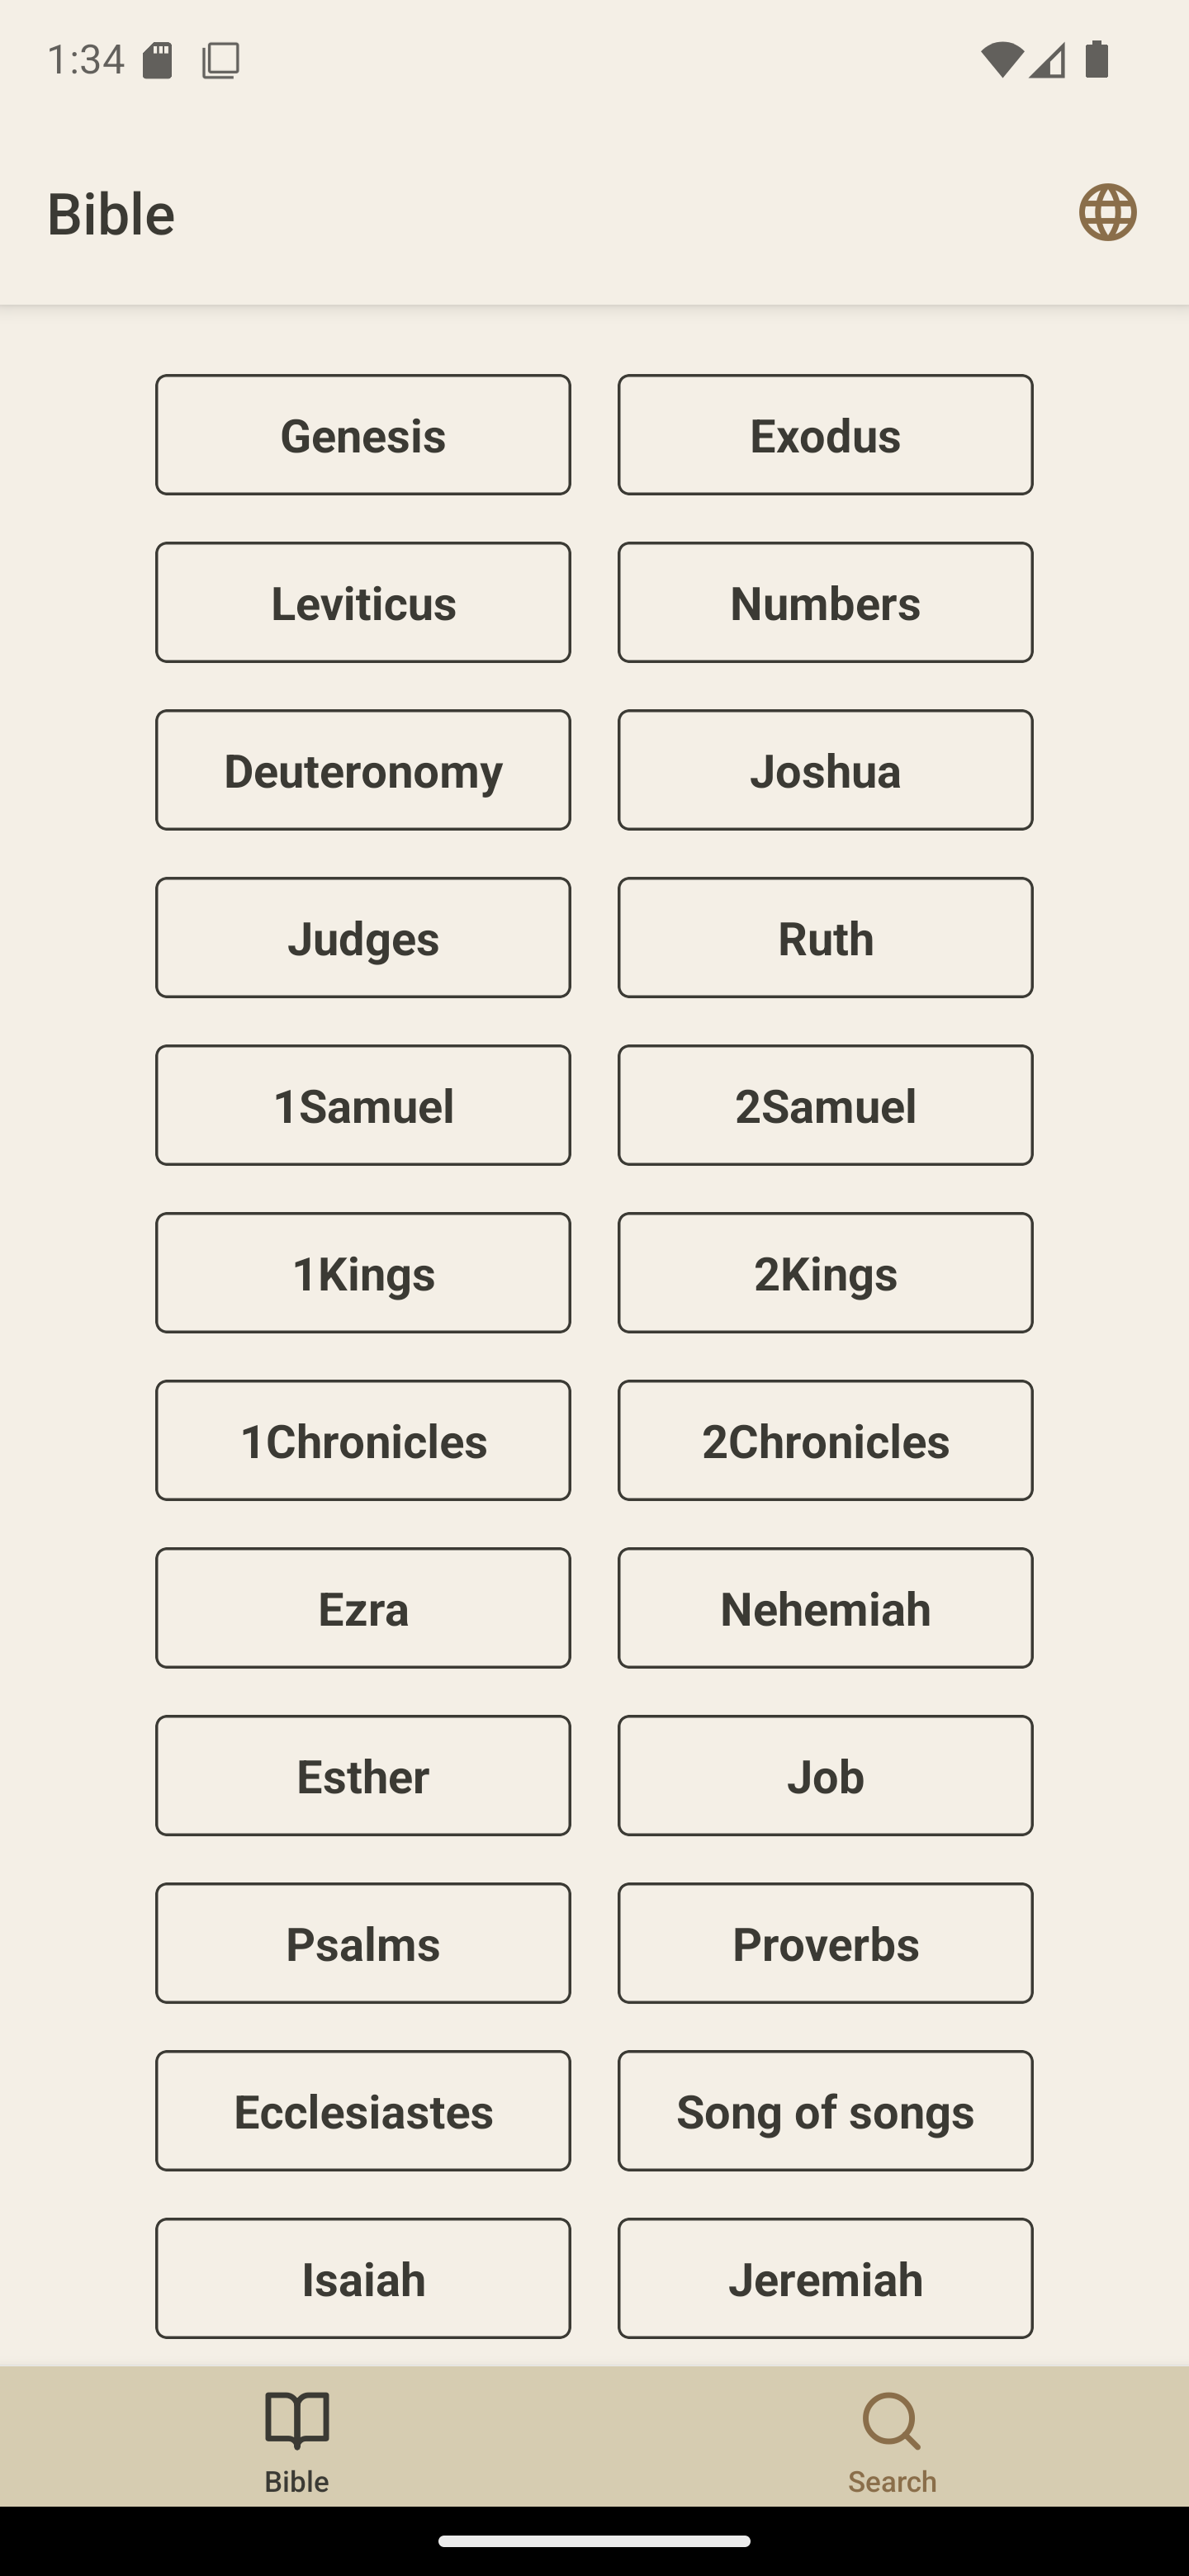 1:34
Bible
Genesis
Exodus
Leviticus
Numbers
Deuteronomy
Joshua
Judges
Ruth
1Samuel
2Samuel
1Kings
2Kings
1Chronicles
2Chronicles
Ezra
Nehemiah
Esther
Job
Psalms
Proverbs
Ecclesiastes
Song of songs
Isaiah
Jeremiah
Bible
Search